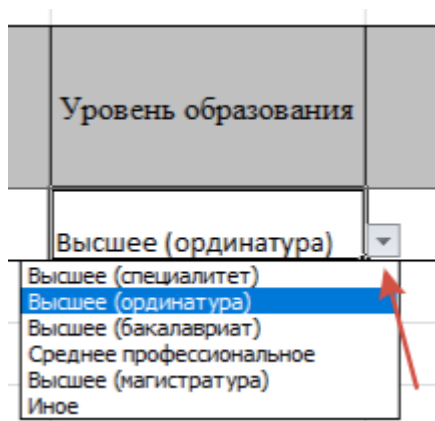 Уровень образования
Высшее (ординатура)
Высшее (специалитет)
Высшее (ординатура)
Высшее (бакалавриат)
Среднее профессиональное
Высшее (магистратура)
Иное